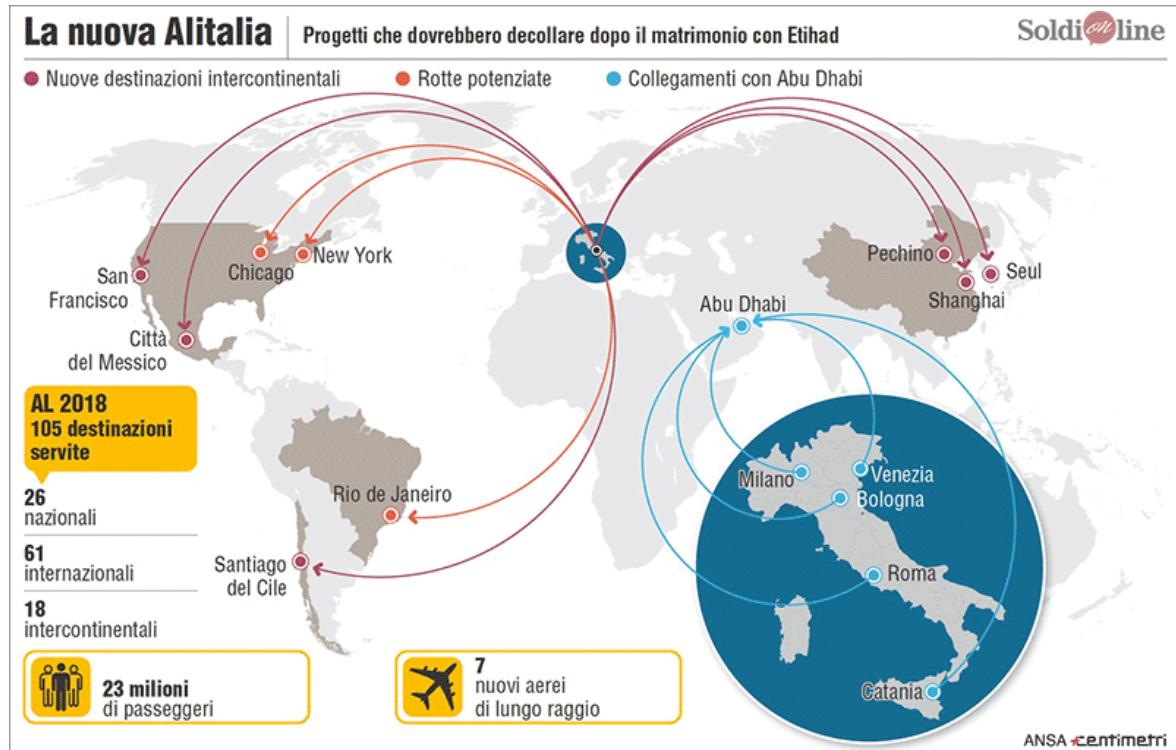 La nuova Alitalia
Progetti che dovrebbero decollare dopo il matrimonio con Etihad
Soldi on line
Nuove destinazioni intercontinentali
Rotte potenziate
Collegamenti con Abu Dhabi
San
Francisco
Chicago
New York
Città
del Messico
Pechino
Seul
Shanghai
Abu Dhabi
AL 2018
105 destinazioni
servite
26
nazionali
61
internazionali
18
intercontinentali
Rio de Janeiro
Santiago
del Cile
Milano
Venezia
Bologna
Roma
Catania
23 milioni
di passeggeri
7
nuovi aerei
di lungo raggio
ANSA centimetri